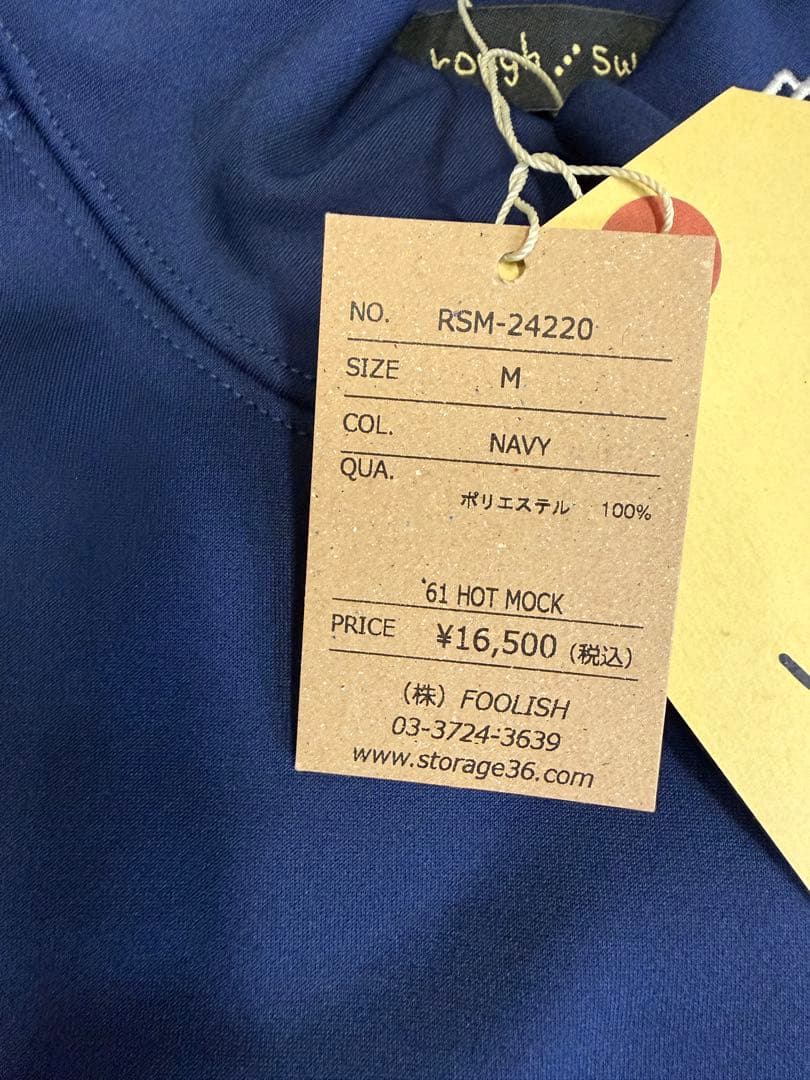 rough
NO. RSM-24220
SIZE M
COL. NAVY
QUA.
ポリエステル 100%
'61 HOT MOCK
PRICE ¥16,500 (税込)
(株) FOOLISH
03-3724-3639
www.storage36.com